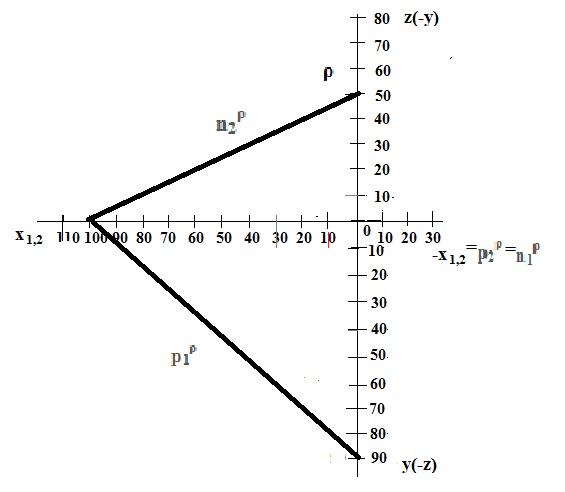 80 z(-y)
70
ρ 60
50
n₂ᵖ 40
30
20
10
x₁,₂ 110 100 90 80 70 60 50 40 30 20 10 0 10 20 30
10 -x₁,₂=p₂ᵖ=n₁ᵖ
20
30
40
p₁ᵖ 50
60
70
80
90 y(-z)